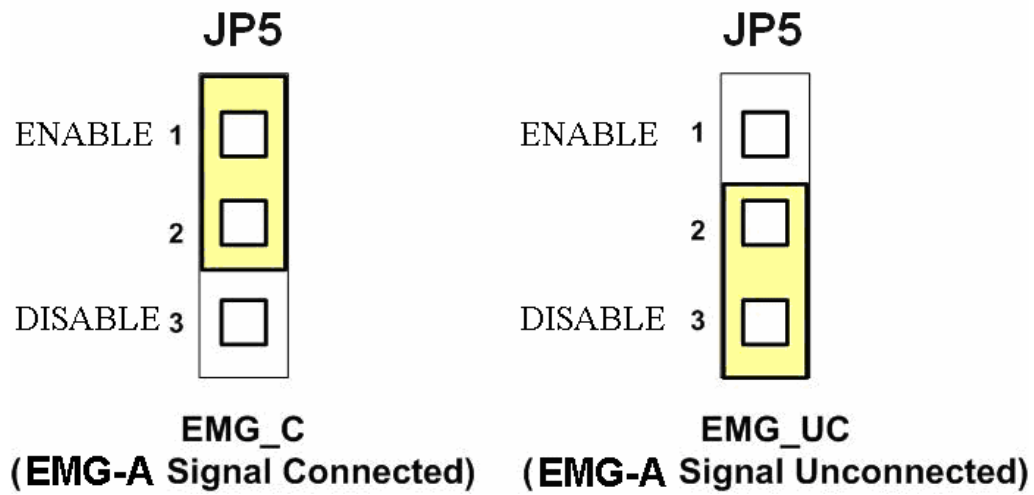 JP5
ENABLE 1
2
DISABLE 3
EMG_C
(EMG-A Signal Connected)
JP5
ENABLE 1
2
DISABLE 3
EMG_UC
(EMG-A Signal Unconnected)